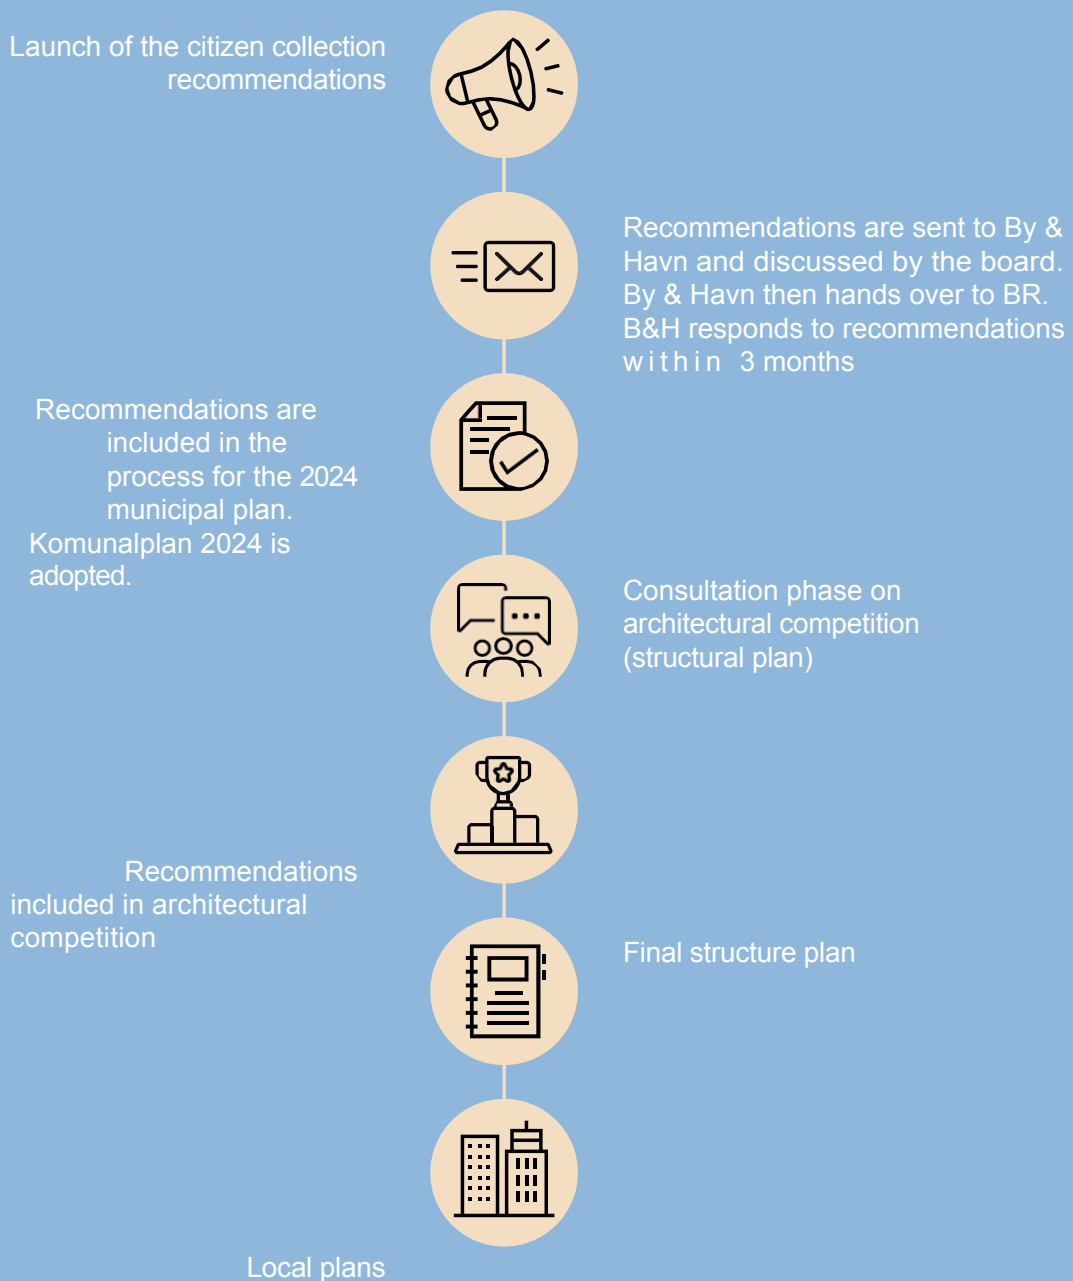 Launch of the citizen collection
recommendations
Recommendations are sent to By &
Havn and discussed by the board.
By & Havn then hands over to BR.
B&H responds to recommendations
within 3 months
Recommendations are
included in the
process for the 2024
municipal plan.
Komunalplan 2024 is
adopted.
Consultation phase on
architectural competition
(structural plan)
Recommendations
included in architectural
competition
Final structure plan
Local plans